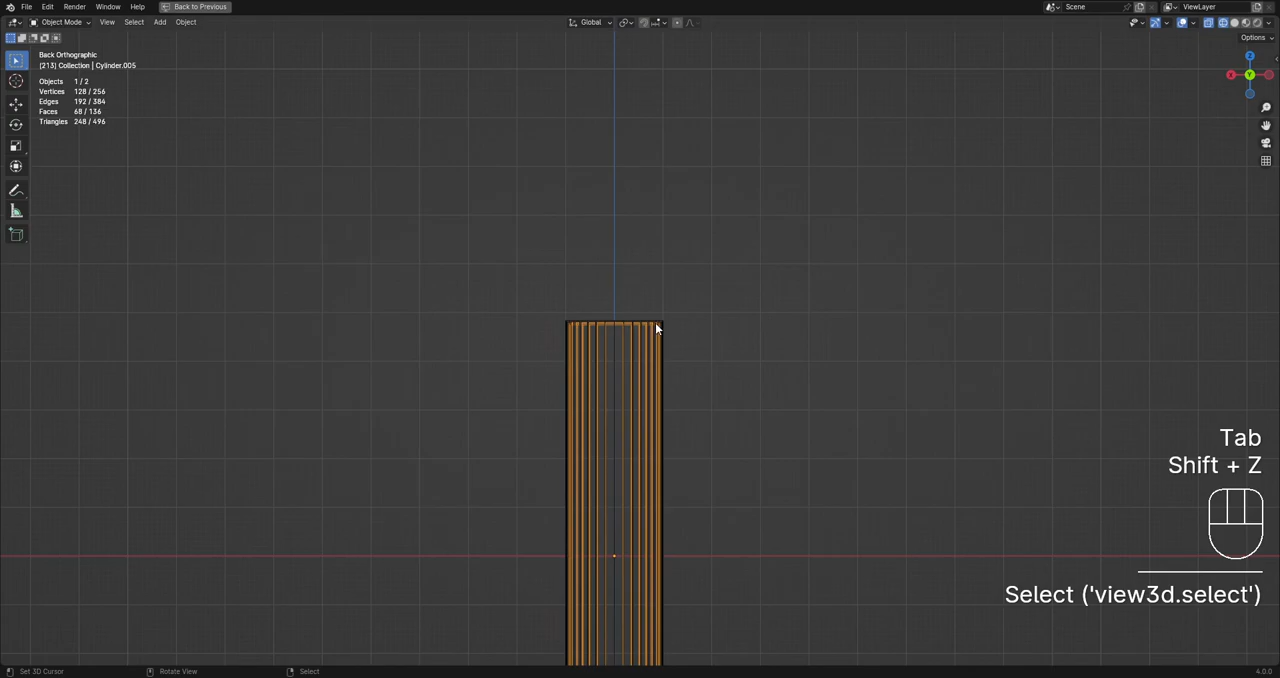 File Edit Render Window Help Back to Previous Scene ViewLayer
Object Mode View Select Add Object Global
Options
Back Orthographic
(213) Collection | Cylinder.005
Objects 1 / 2
Vertices 128 / 256
Edges 192 / 384
Faces 68 / 136
Triangles 248 / 496
Z
X Y
Tab
Shift + Z
Select ('view3d.select')
Set 3D Cursor Rotate View Select 4.0.0